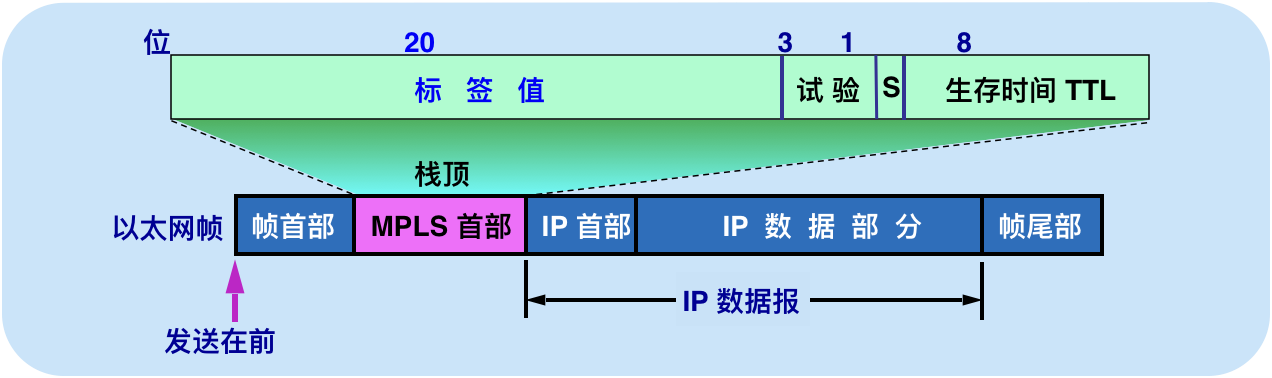 位 20 3 1 8
标 签 值 试 验 S 生存时间 TTL
栈顶
以太网帧 帧首部 MPLS 首部 IP 首部 IP 数 据 部 分 帧尾部
IP 数据报
发送在前